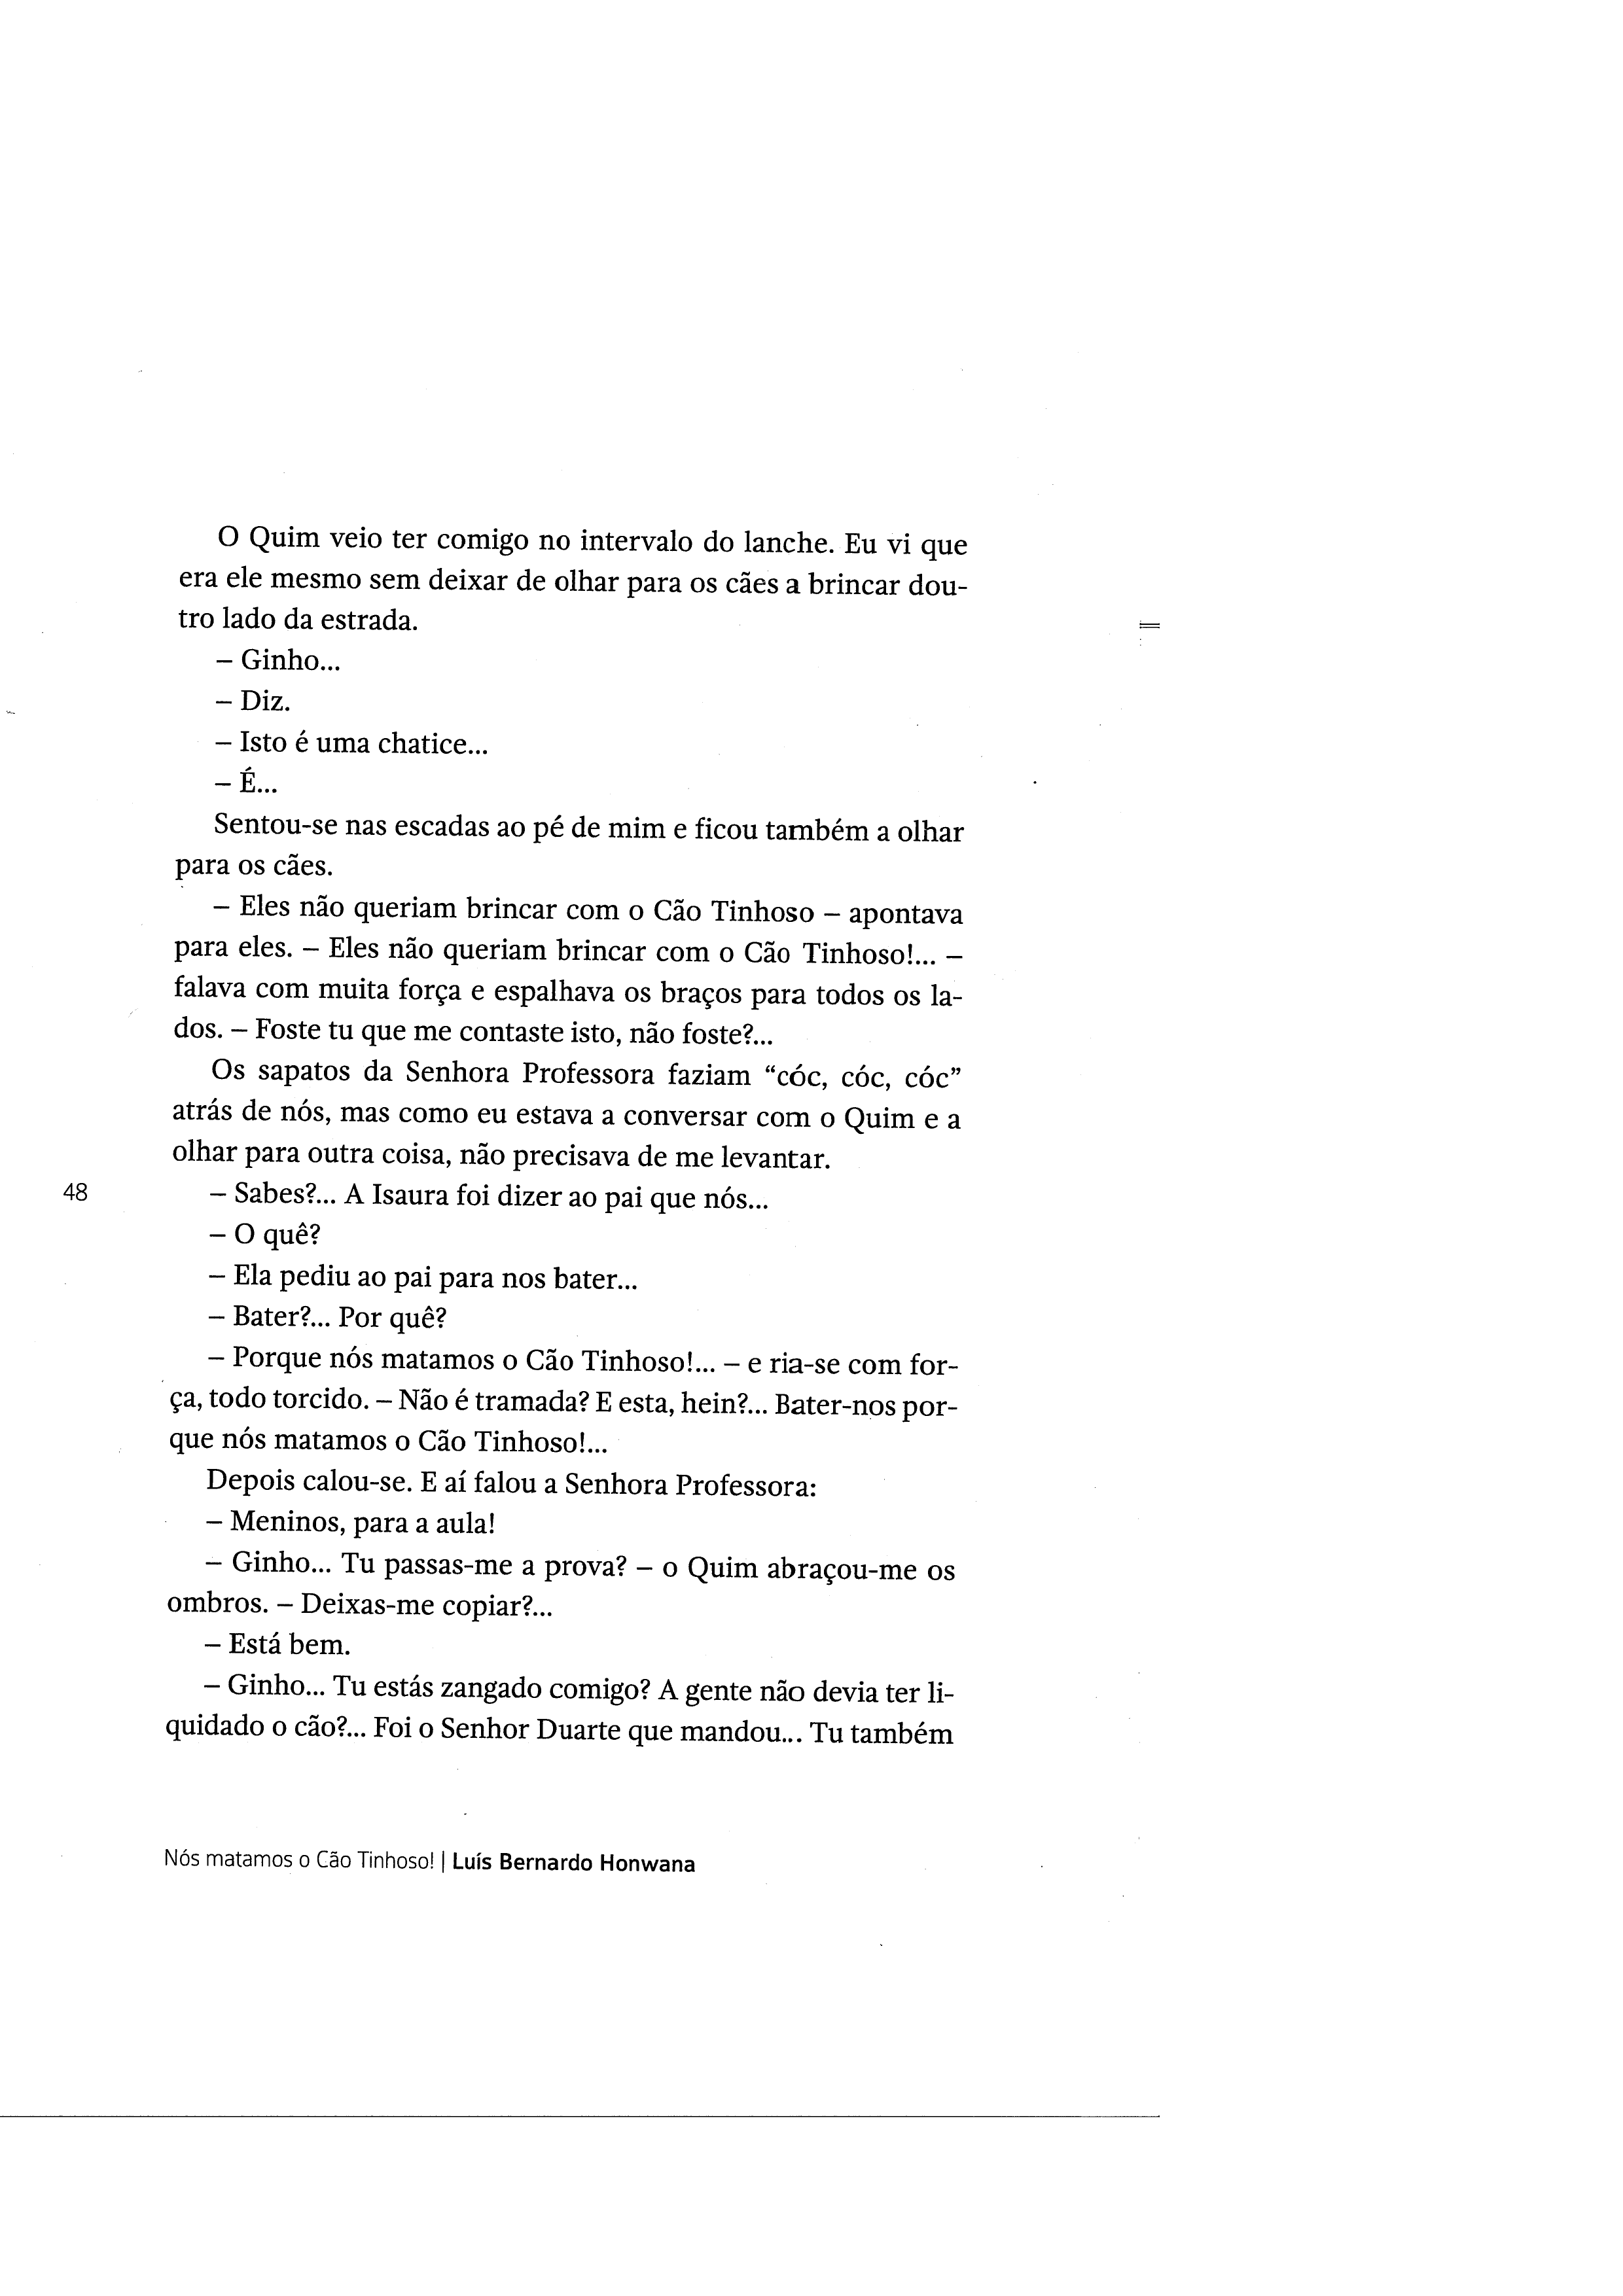 O Quim veio ter comigo no intervalo do lanche. Eu vi que
era ele mesmo sem deixar de olhar para os cães a brincar dou-
tro lado da estrada.
– Ginho...
– Diz.
– Isto é uma chatice...
– É...
Sentou-se nas escadas ao pé de mim e ficou também a olhar
para os cães.
– Eles não queriam brincar com o Cão Tinhoso – apontava
para eles. – Eles não queriam brincar com o Cão Tinhoso!... –
falava com muita força e espalhava os braços para todos os la-
dos. – Foste tu que me contaste isto, não foste?...
Os sapatos da Senhora Professora faziam “cóc, cóc, cóc”
atrás de nós, mas como eu estava a conversar com o Quim e a
olhar para outra coisa, não precisava de me levantar.
48
– Sabes?... A Isaura foi dizer ao pai que nós...
– O quê?
– Ela pediu ao pai para nos bater...
– Bater?... Por quê?
– Porque nós matamos o Cão Tinhoso!... – e ria-se com for-
ça, todo torcido. – Não é tramada? E esta, hein?... Bater-nos por-
que nós matamos o Cão Tinhoso!...
Depois calou-se. E aí falou a Senhora Professora:
– Meninos, para a aula!
– Ginho... Tu passas-me a prova? – o Quim abraçou-me os
ombros. – Deixas-me copiar?...
– Está bem.
– Ginho... Tu estás zangado comigo? A gente não devia ter li-
quidado o cão?... Foi o Senhor Duarte que mandou... Tu também
Nós matamos o Cão Tinhoso! | Luís Bernardo Honwana